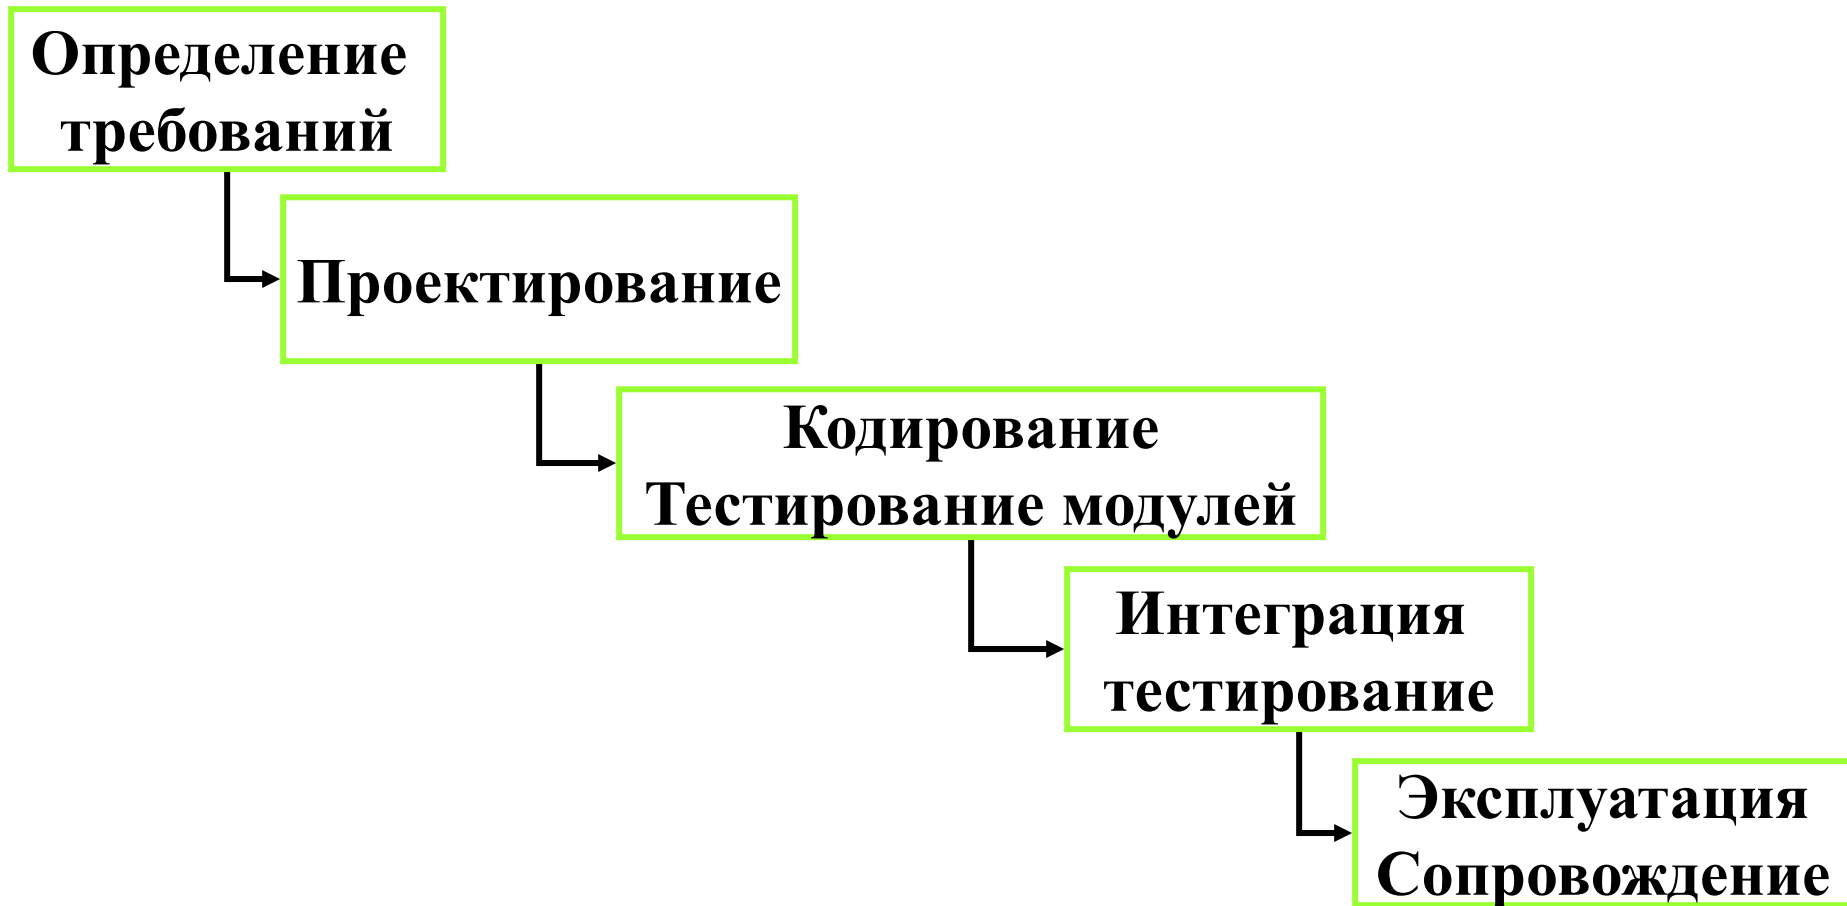 Определение
требований
Проектирование
Кодирование
Тестирование модулей
Интеграция
тестирование
Эксплуатация
Сопровождение